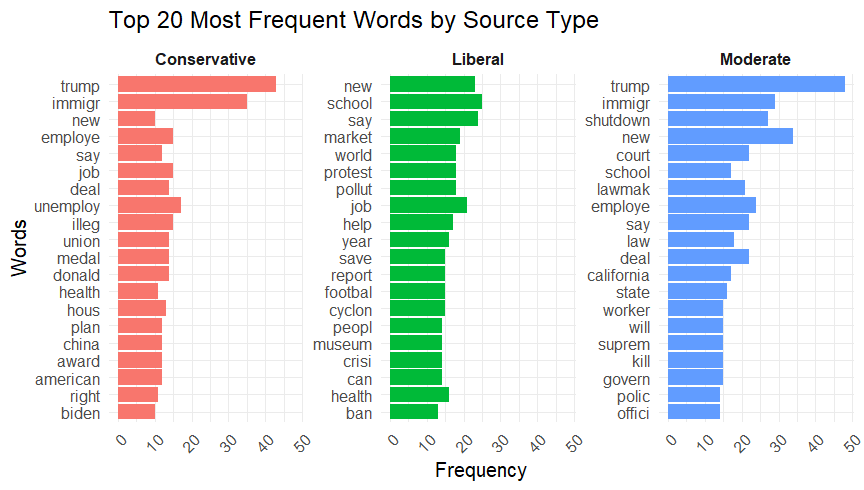 Top 20 Most Frequent Words by Source Type
Conservative
trump
immigr
new
employe
say
job
deal
unemploy
illeg
union
medal
donald
health
hous
plan
china
award
american
right
biden
0 10 20 30 40 50
Liberal
new
school
say
market
world
protest
pollut
job
help
year
save
report
footbal
cyclon
peopl
museum
crisi
can
health
ban
0 10 20 30 40 50
Moderate
trump
immigr
shutdown
new
court
school
lawmak
employe
say
law
deal
california
state
worker
will
suprem
kill
govern
polic
offici
0 10 20 30 40 50
Words
Frequency